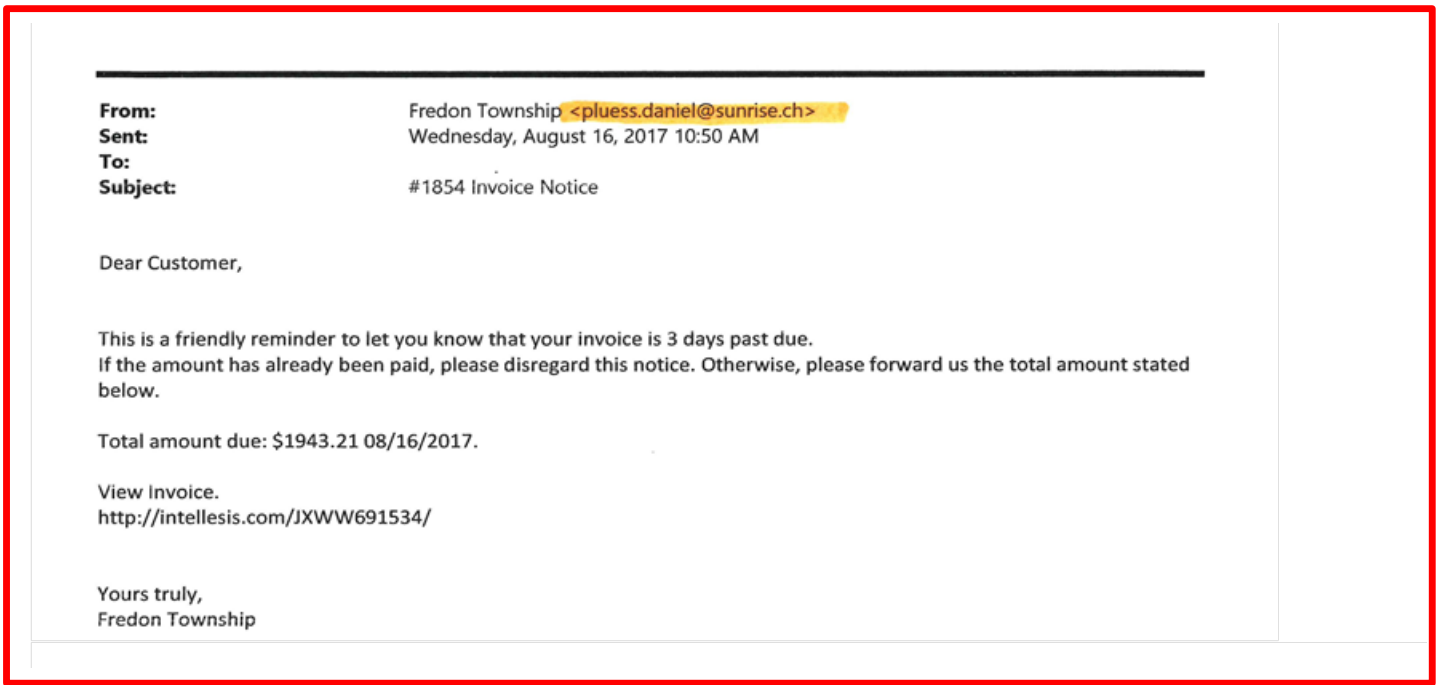 From: Fredon Township <pluess.daniel@sunrise.ch>
Sent: Wednesday, August 16, 2017 10:50 AM
To:
Subject: #1854 Invoice Notice
Dear Customer,
This is a friendly reminder to let you know that your invoice is 3 days past due.
If the amount has already been paid, please disregard this notice. Otherwise, please forward us the total amount stated
below.
Total amount due: $1943.21 08/16/2017.
View Invoice.
http://intellesis.com/JXWW691534/
Yours truly,
Fredon Township